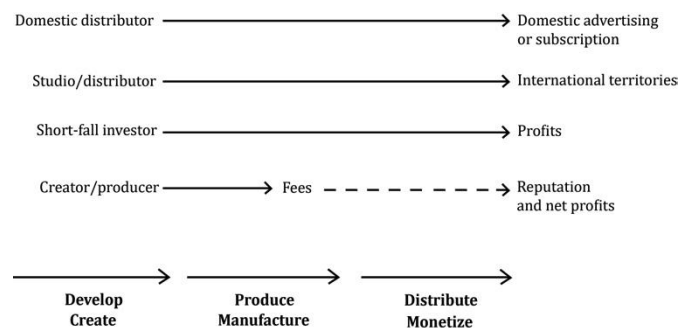 Domestic distributor
Domestic advertising
or subscription
Studio/distributor
International territories
Short-fall investor
Profits
Creator/producer
Fees
Reputation
and net profits
Develop
Create
Produce
Manufacture
Distribute
Monetize